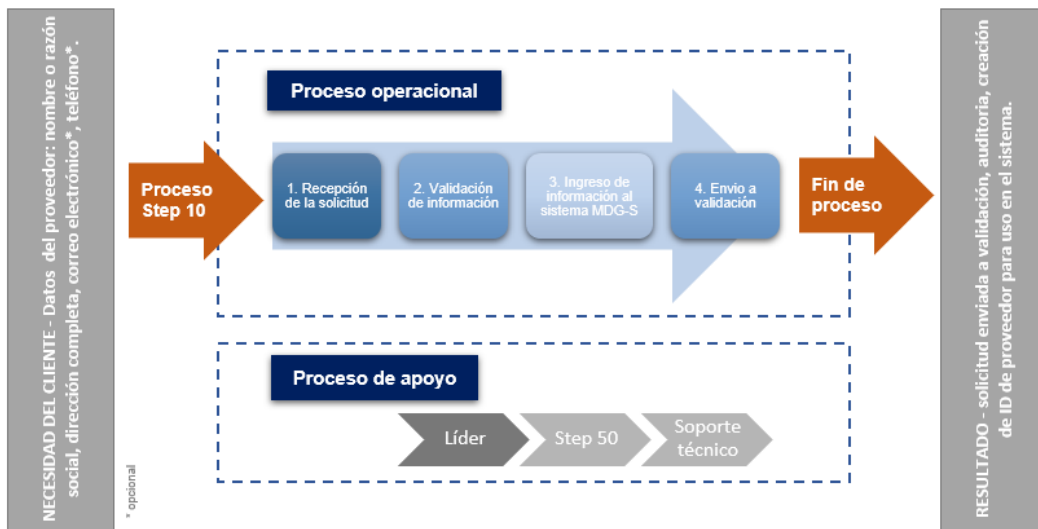 NECESIDAD DEL CLIENTE - Datos del proveedor: nombre o razón
social, dirección completa, correo electrónico*, teléfono*.
* opcional
Proceso
Step 10
Proceso operacional
1. Recepción
de la solicitud
2. Validación
de información
3. Ingreso de
información al
sistema MDG-S
4. Envio a
validación
Fin de
proceso
Proceso de apoyo
Líder
Step 50
Soporte
técnico
RESULTADO - solicitud enviada a validación, auditoria, creación
de ID de proveedor para uso en el sistema.